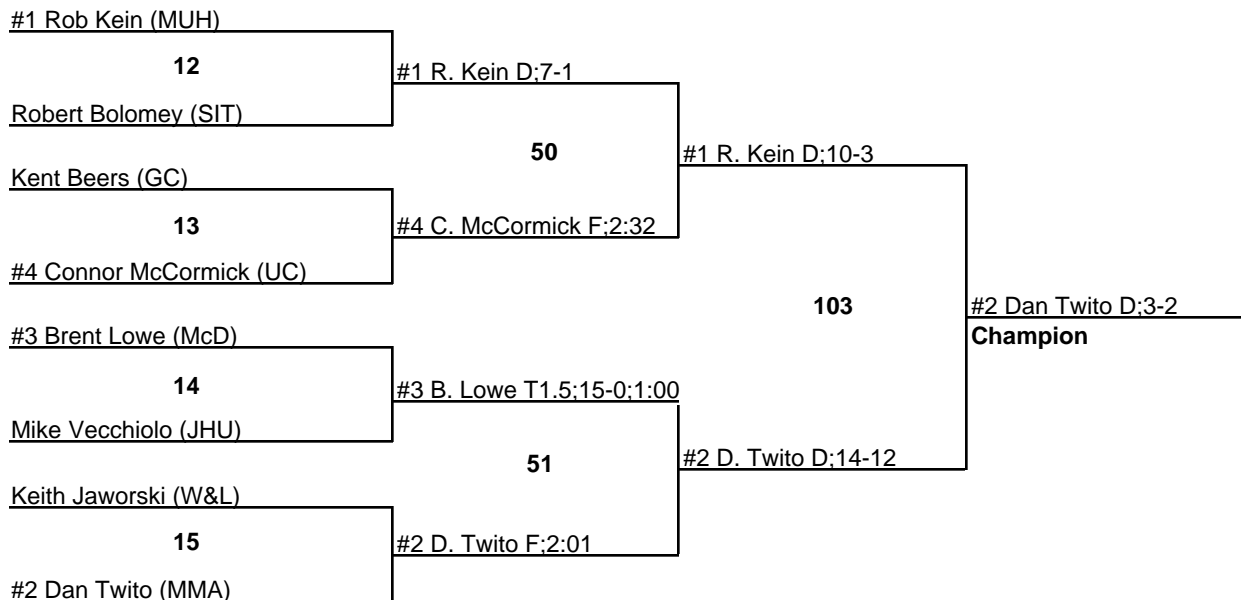 #1 Rob Kein (MUH)
12
#1 R. Kein D;7-1
Robert Bolomey (SIT)
50
#1 R. Kein D;10-3
Kent Beers (GC)
13
#4 C. McCormick F;2:32
#4 Connor McCormick (UC)
103
#2 Dan Twito D;3-2
Champion
#3 Brent Lowe (McD)
14
#3 B. Lowe T1.5;15-0;1:00
Mike Vecchiolo (JHU)
51
#2 D. Twito D;14-12
Keith Jaworski (W&L)
15
#2 D. Twito F;2:01
#2 Dan Twito (MMA)